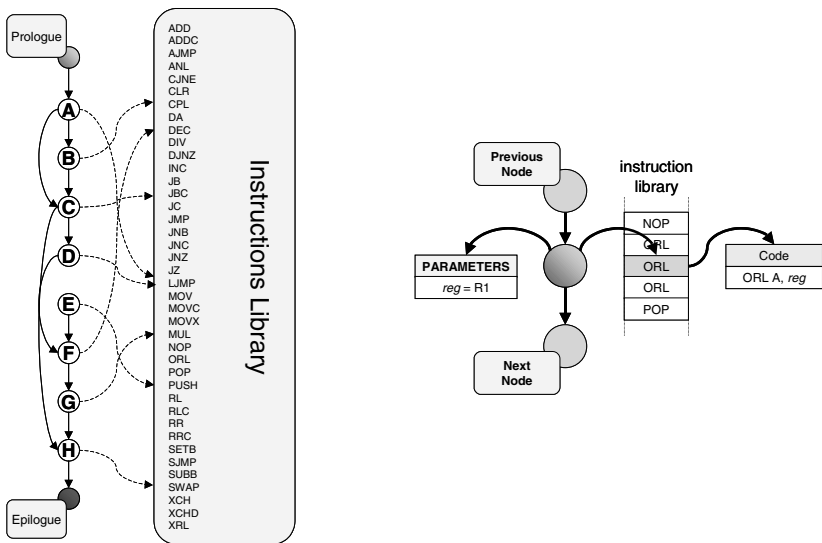 Prologue
A
B
C
D
E
F
G
H
Epilogue
ADD
ADDC
AJMP
ANL
CJNE
CLR
CPL
DA
DEC
DIV
DJNZ
INC
JB
JBC
JC
JMP
JNB
JNC
JNZ
JZ
LJMP
MOV
MOVC
MOVX
MUL
NOP
ORL
POP
PUSH
RL
RLC
RR
RRC
SETB
SJMP
SUBB
SWAP
XCH
XCHD
XRL
Instructions Library
Previous
Node
PARAMETERS
reg = R1
Next
Node
instruction
library
NOP
ORL
ORL
ORL
POP
Code
ORL A, reg